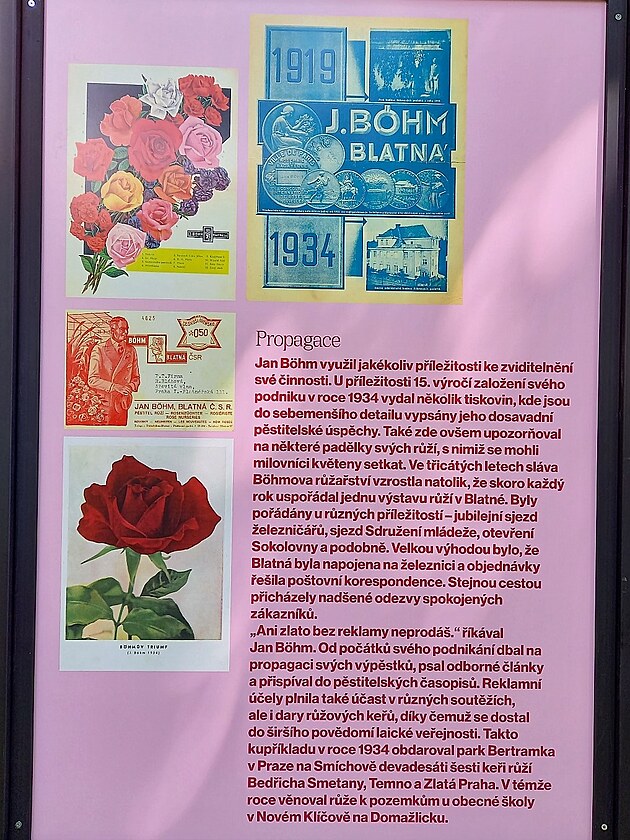 1919
J. BÖHM
BLATNÁ
1934
4625
ČESKOSLOVENSKO
0·50
BÖHM
BLATNÁ
ČSR
JAN BÖHM, BLATNÁ Č. S. R.
BÖHMŮV TRIUMF
(J. Böhm 1934)
Propagace
Jan Böhm využil jakékoliv příležitosti ke zviditelnění
své činnosti. U příležitosti 15. výročí založení svého
podniku v roce 1934 vydal několik tiskovin, kde jsou
do sebemenšího detailu vypsány jeho dosavadní
pěstitelské úspěchy. Také zde ovšem upozorňoval
na některé padělky svých růží, s nimiž se mohli
milovníci květeny setkat. Ve třicátých letech sláva
Böhmova růžařství vzrostla natolik, že skoro každý
rok uspořádal jednu výstavu růží v Blatné. Byly
pořádány u různých příležitostí – jubilejní sjezd
železničářů, sjezd Sdružení mládeže, otevření
Sokolovny a podobně. Velkou výhodou bylo, že
Blatná byla napojena na železnici a objednávky
řešila poštovní korespondence. Stejnou cestou
přicházely nadšené odezvy spokojených
zákazníků.
„Ani zlato bez reklamy neprodáš.“ říkával
Jan Böhm. Od počátků svého podnikání dbal na
propagaci svých výpěstků, psal odborné články
a přispíval do pěstitelských časopisů. Reklamní
účely plnila také účast v různých soutěžích,
ale i dary růžových keřů, díky čemuž se dostal
do širšího povědomí laické veřejnosti. Takto
kupříkladu v roce 1934 obdaroval park Bertramka
v Praze na Smíchově devadesáti šesti keři růží
Bedřicha Smetany, Temno a Zlatá Praha. V témže
roce věnoval růže k pozemkům u obecné školy
v Novém Klíčově na Domažlicku.